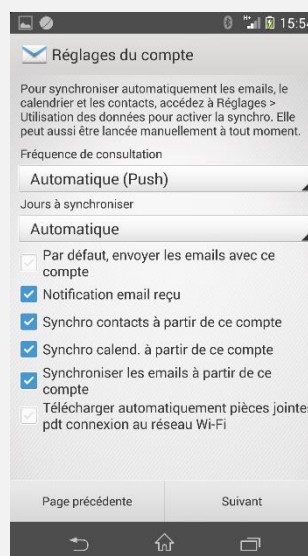 15:54
Réglages du compte
Pour synchroniser automatiquement les emails, le
calendrier et les contacts, accédez à Réglages >
Utilisation des données pour activer la synchro. Elle
peut aussi être lancée manuellement à tout moment.
Fréquence de consultation
Automatique (Push)
Jours à synchroniser
Automatique
Par défaut, envoyer les emails avec ce
compte
Notification email reçu
Synchro contacts à partir de ce compte
Synchro calend. à partir de ce compte
Synchroniser les emails à partir de ce
compte
Télécharger automatiquement pièces jointes
pdt connexion au réseau Wi-Fi
Page précédente
Suivant